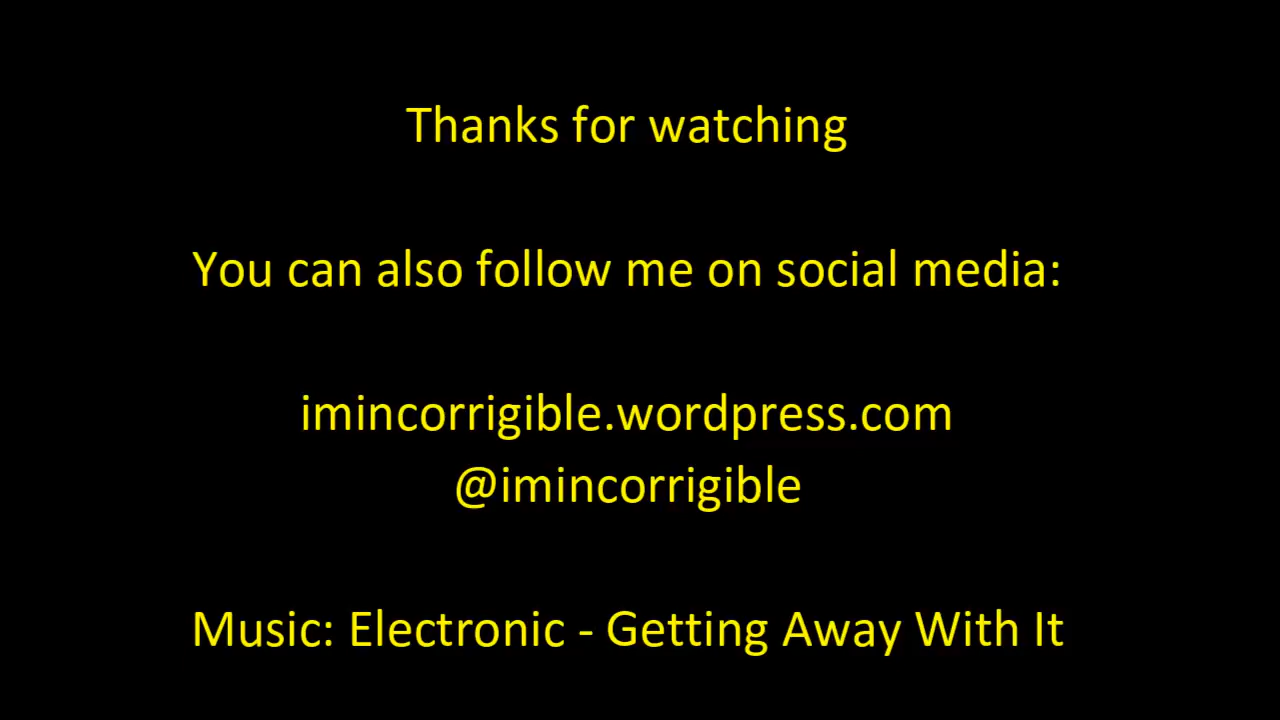 Thanks for watching
You can also follow me on social media:
imincorrigible.wordpress.com
@imincorrigible
Music: Electronic - Getting Away With It